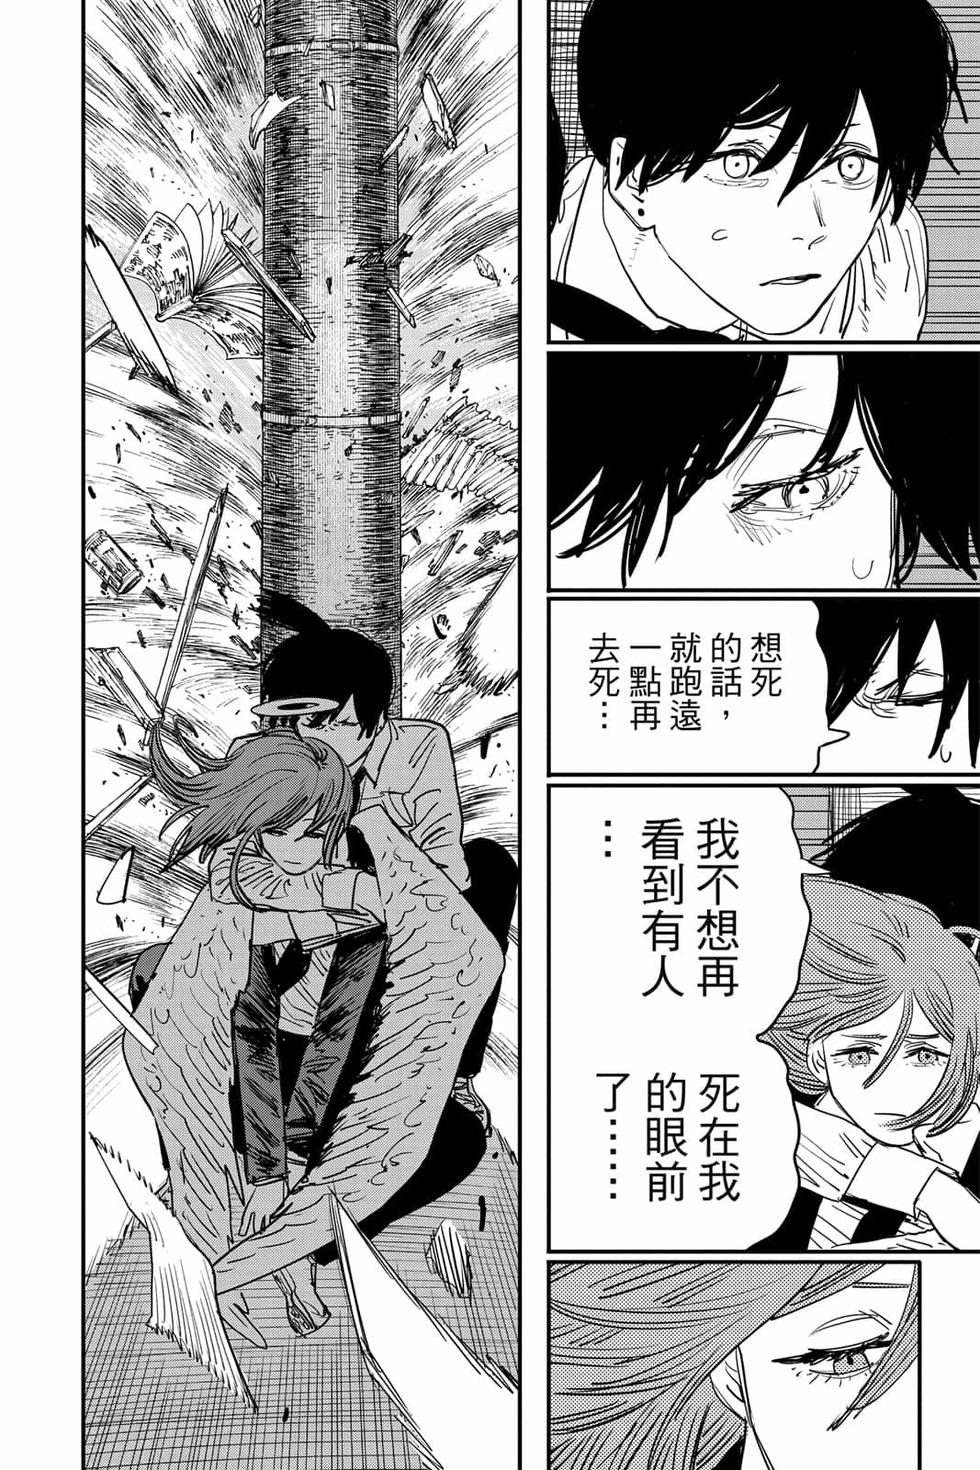 想死
的話，
就跑遠
一點再
去死…
我不想再
看到有人
…
死在我
的眼前
了……